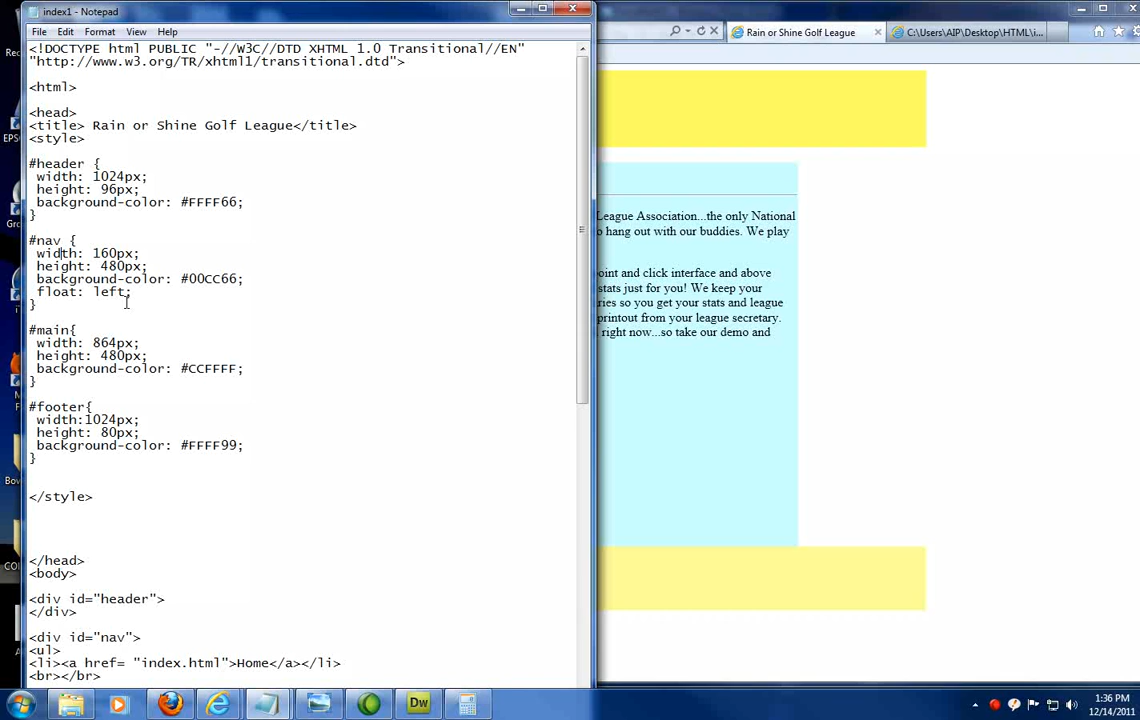 index1 - Notepad
File Edit Format View Help
Rain or Shine Golf League
C:\Users\AIP\Desktop\HTML\i...
<!DOCTYPE html PUBLIC "-//W3C//DTD XHTML 1.0 Transitional//EN"
"http://www.w3.org/TR/xhtml1/transitional.dtd">
<html>
<head>
<title> Rain or Shine Golf League</title>
<style>
#header {
width: 1024px;
height: 96px;
background-color: #FFFF66;
}
#nav {
width: 160px;
height: 480px;
background-color: #00CC66;
float: left;
}
#main{
width: 864px;
height: 480px;
background-color: #CCFFFF;
}
#footer{
width:1024px;
height: 80px;
background-color: #FFFF99;
}
</style>
</head>
<body>
<div id="header">
</div>
<div id="nav">
<ul>
<li><a href= "index.html">Home</a></li>
<br></br>
League Association...the only National
o hang out with our buddies. We play
point and click interface and above
stats just for you! We keep your
ries so you get your stats and league
printout from your league secretary.
right now...so take our demo and
Dw
1:36 PM
12/14/2011